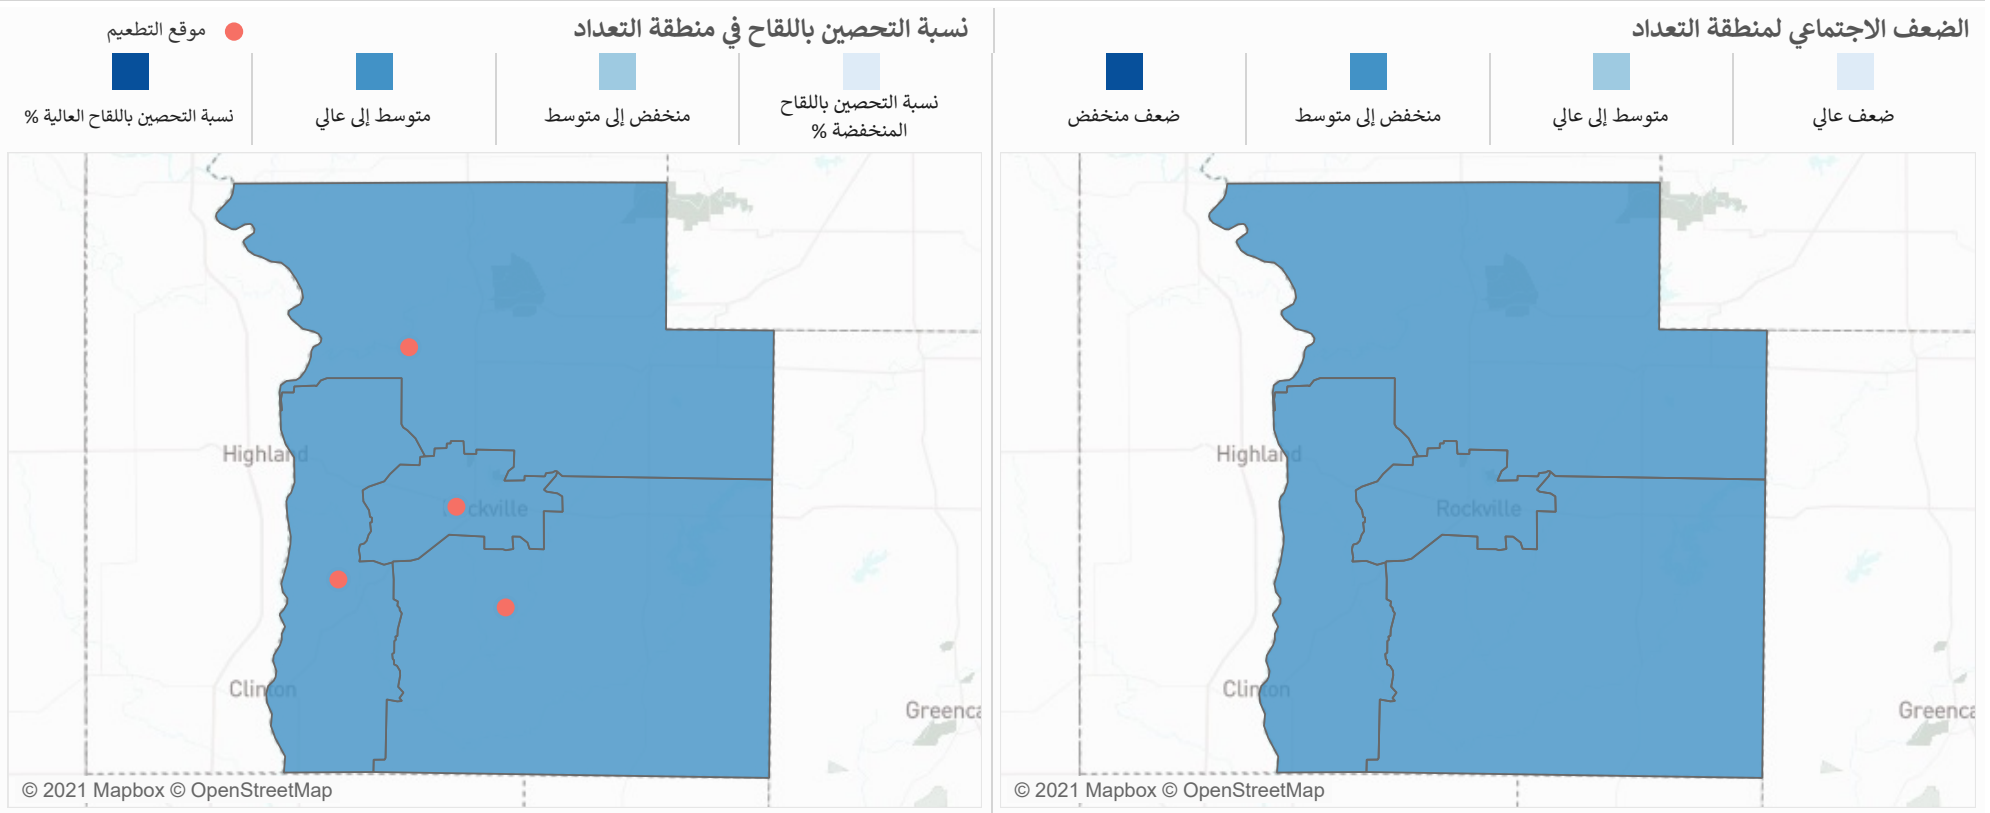 الضعف الاجتماعي لمنطقة التعداد
ضعف عالي
متوسط إلى عالي
منخفض إلى متوسط
ضعف منخفض
Highland
Rockville
Clinton
Greenca
© 2021 Mapbox © OpenStreetMap
نسبة التحصين باللقاح في منطقة التعداد
موقع التطعيم
نسبة التحصين باللقاح
المنخفضة %
منخفض إلى متوسط
متوسط إلى عالي
نسبة التحصين باللقاح العالية %
Highland
ckville
Clinton
Greenca
© 2021 Mapbox © OpenStreetMap